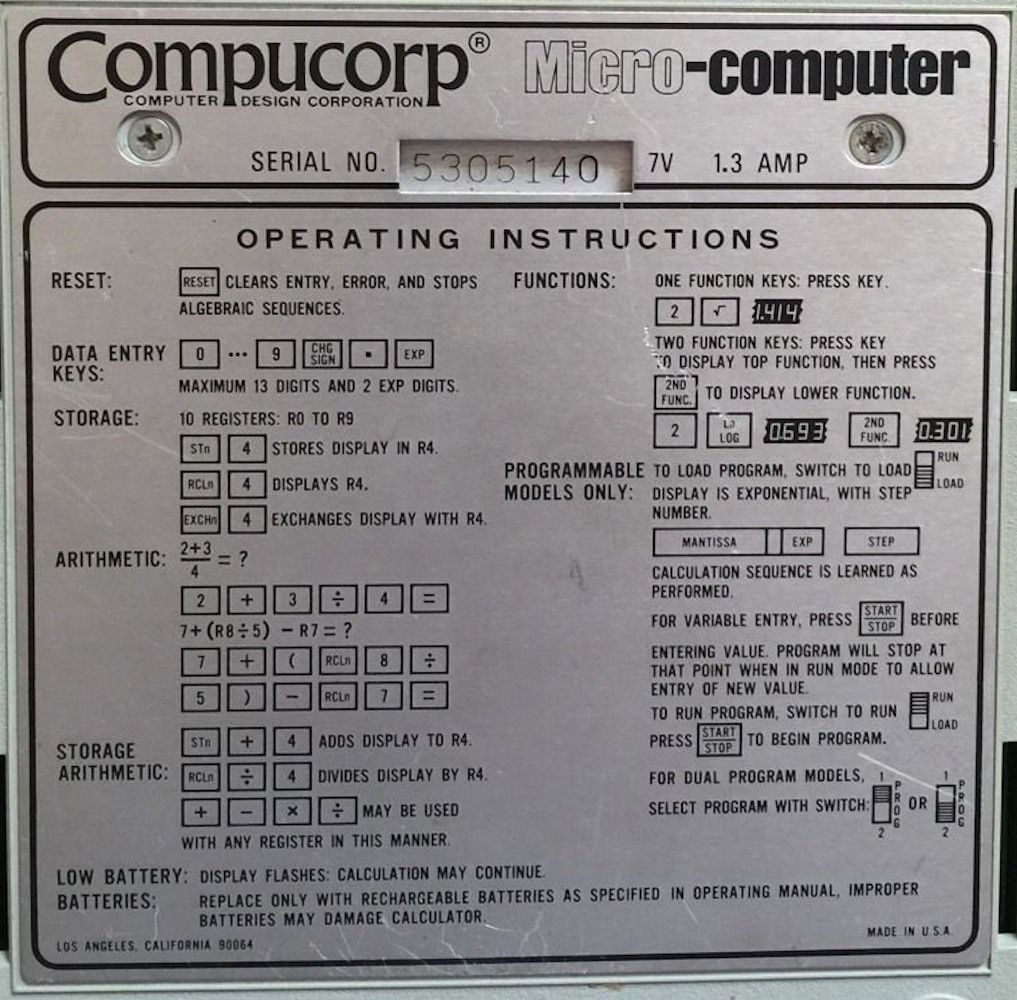 Compucorp® Micro-computer
COMPUTER DESIGN CORPORATION
SERIAL NO. 5305140 7V 1.3 AMP
OPERATING INSTRUCTIONS
RESET: RESET CLEARS ENTRY, ERROR, AND STOPS
ALGEBRAIC SEQUENCES.
DATA ENTRY KEYS: 0 ··· 9 CHG SIGN . EXP
MAXIMUM 13 DIGITS AND 2 EXP DIGITS.
STORAGE: 10 REGISTERS: R0 TO R9
STn 4 STORES DISPLAY IN R4.
RCLn 4 DISPLAYS R4.
EXCHn 4 EXCHANGES DISPLAY WITH R4.
ARITHMETIC: 2+3 / 4 = ?
2 + 3 ÷ 4 =
7+(R8÷5) − R7 = ?
7 + ( RCLn 8 ÷
5 ) − RCLn 7 =
STORAGE ARITHMETIC: STn + 4 ADDS DISPLAY TO R4.
RCLn ÷ 4 DIVIDES DISPLAY BY R4.
+ − × ÷ MAY BE USED
WITH ANY REGISTER IN THIS MANNER.
FUNCTIONS: ONE FUNCTION KEYS: PRESS KEY.
2 √ 1.414
TWO FUNCTION KEYS: PRESS KEY
TO DISPLAY TOP FUNCTION, THEN PRESS
2ND FUNC. TO DISPLAY LOWER FUNCTION.
2 Ln LOG 0.693 2ND FUNC. 0.301
PROGRAMMABLE MODELS ONLY: TO LOAD PROGRAM, SWITCH TO LOAD RUN LOAD
DISPLAY IS EXPONENTIAL, WITH STEP
NUMBER.
MANTISSA EXP STEP
CALCULATION SEQUENCE IS LEARNED AS
PERFORMED.
FOR VARIABLE ENTRY, PRESS START STOP BEFORE
ENTERING VALUE. PROGRAM WILL STOP AT
THAT POINT WHEN IN RUN MODE TO ALLOW
ENTRY OF NEW VALUE.
TO RUN PROGRAM, SWITCH TO RUN RUN LOAD
PRESS START STOP TO BEGIN PROGRAM.
FOR DUAL PROGRAM MODELS,
SELECT PROGRAM WITH SWITCH: 1 PROG 2 OR 1 PROG 2
LOW BATTERY: DISPLAY FLASHES: CALCULATION MAY CONTINUE.
BATTERIES: REPLACE ONLY WITH RECHARGEABLE BATTERIES AS SPECIFIED IN OPERATING MANUAL, IMPROPER
BATTERIES MAY DAMAGE CALCULATOR.
LOS ANGELES, CALIFORNIA 90064
MADE IN U.S.A.